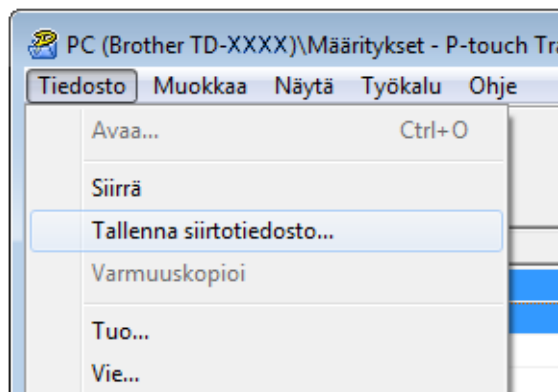 PC (Brother TD-XXXX)\Määritykset - P-touch
Tiedosto Muokkaa Näytä Työkalu Ohje
Avaa... Ctrl+O
Siirrä
Tallenna siirtotiedosto...
Varmuuskopioi
Tuo...
Vie...